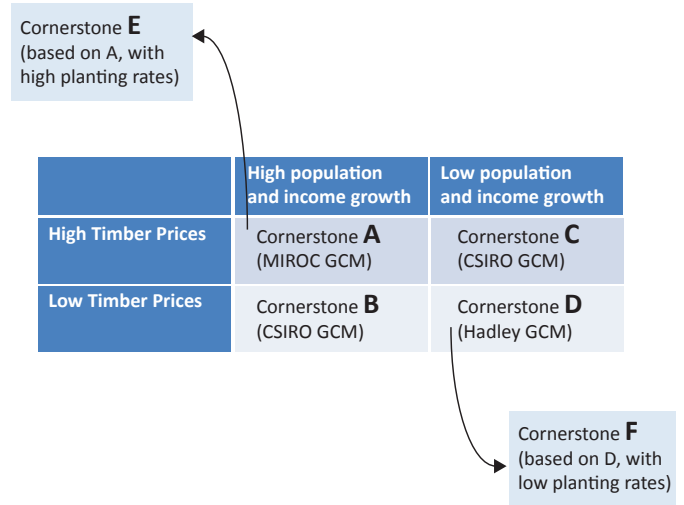 Cornerstone E
(based on A, with
high planting rates)
High population
and income growth
Low population
and income growth
High Timber Prices
Cornerstone A
(MIROC GCM)
Cornerstone C
(CSIRO GCM)
Low Timber Prices
Cornerstone B
(CSIRO GCM)
Cornerstone D
(Hadley GCM)
Cornerstone F
(based on D, with
low planting rates)